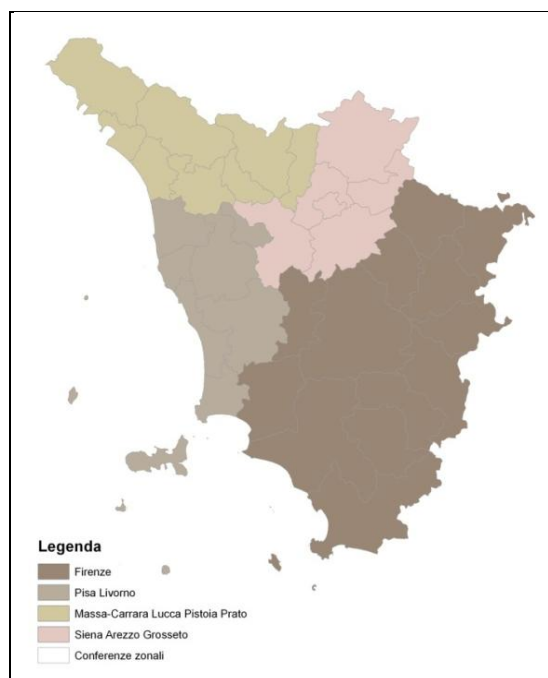 Legenda
Firenze
Pisa Livorno
Massa-Carrara Lucca Pistoia Prato
Siena Arezzo Grosseto
Conferenze zonali